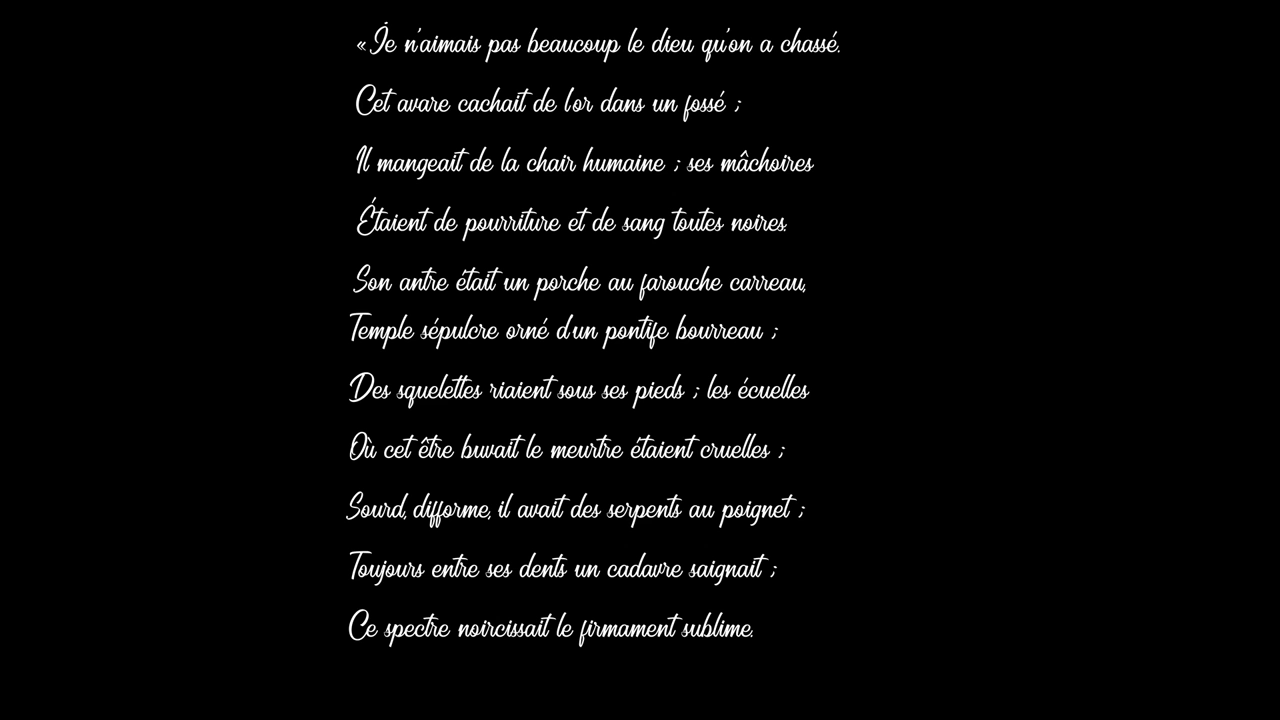 «Je n'aimais pas beaucoup le dieu qu'on a chassé.
Cet avare cachait de l'or dans un fossé ;
Il mangeait de la chair humaine ; ses mâchoires
Étaient de pourriture et de sang toutes noires.
Son antre était un porche au farouche carreau,
Temple sépulcre orné d'un pontife bourreau ;
Des squelettes riaient sous ses pieds ; les écuelles
Où cet être buvait le meurtre étaient cruelles ;
Sourd, difforme, il avait des serpents au poignet ;
Toujours entre ses dents un cadavre saignait ;
Ce spectre noircissait le firmament sublime.